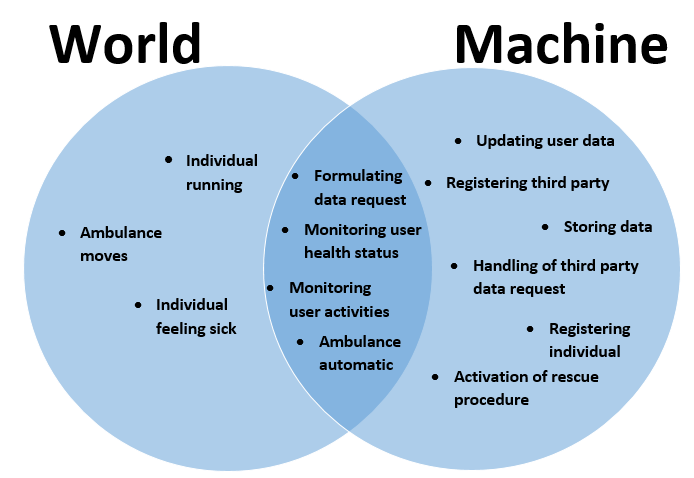 World
Machine
• Individual
running
• Ambulance
moves
• Individual
feeling sick
• Formulating
data request
• Monitoring user
health status
• Monitoring
user activities
• Ambulance
automatic
• Updating user data
• Registering third party
• Storing data
• Handling of third party
data request
• Registering
individual
• Activation of rescue
procedure